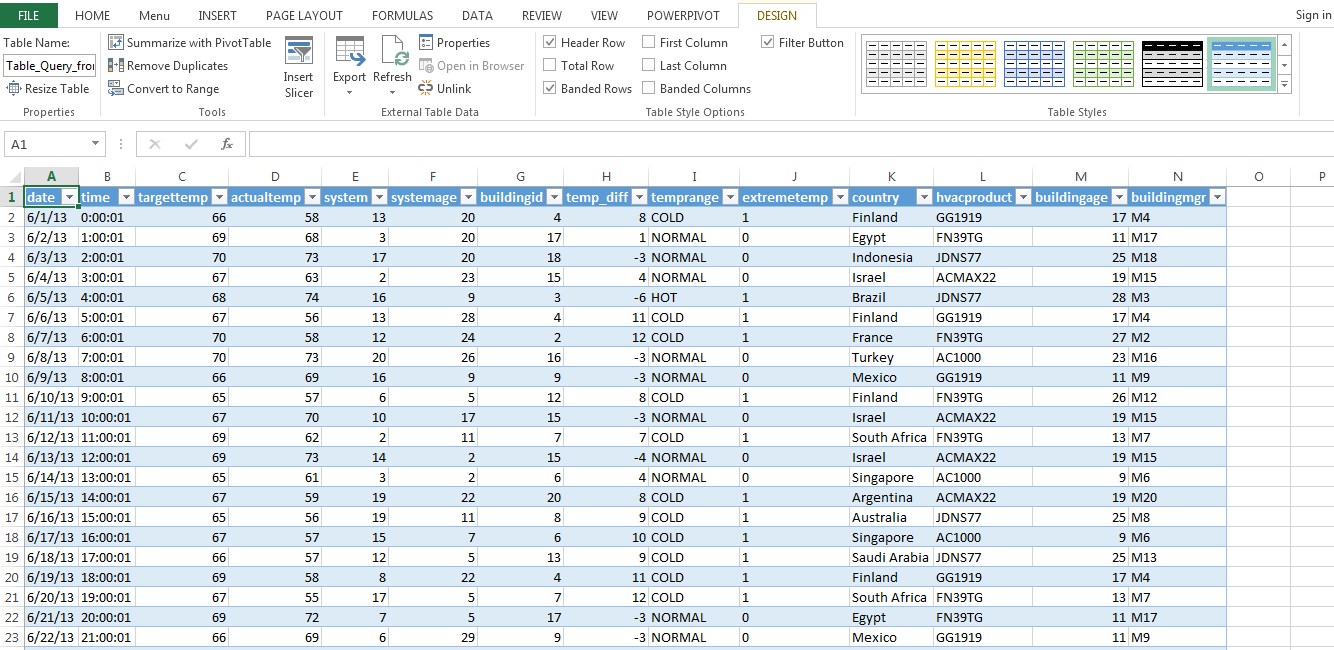 FILE HOME Menu INSERT PAGE LAYOUT FORMULAS DATA REVIEW VIEW POWERPIVOT DESIGN Sign in
Table Name:
Table_Query_fro
Resize Table
Properties
Summarize with PivotTable
Remove Duplicates
Convert to Range
Tools
Insert
Slicer
Export
Refresh
Properties
Open in Browser
Unlink
External Table Data
Header Row First Column Filter Button
Total Row Last Column
Banded Rows Banded Columns
Table Style Options
Table Styles
A1 fx
A B C D E F G H I J K L M N O P
1 date time targettemp actualtemp system systemage buildingid temp_diff temprange extremetemp country hvacproduct buildingage buildingmgr
2 6/1/13 0:00:01 66 58 13 20 4 8 COLD 1 Finland GG1919 17 M4
3 6/2/13 1:00:01 69 68 3 20 17 1 NORMAL 0 Egypt FN39TG 11 M17
4 6/3/13 2:00:01 70 73 17 20 18 -3 NORMAL 0 Indonesia JDNS77 25 M18
5 6/4/13 3:00:01 67 63 2 23 15 4 NORMAL 0 Israel ACMAX22 19 M15
6 6/5/13 4:00:01 68 74 16 9 3 -6 HOT 1 Brazil JDNS77 28 M3
7 6/6/13 5:00:01 67 56 13 28 4 11 COLD 1 Finland GG1919 17 M4
8 6/7/13 6:00:01 70 58 12 24 2 12 COLD 1 France FN39TG 27 M2
9 6/8/13 7:00:01 70 73 20 26 16 -3 NORMAL 0 Turkey AC1000 23 M16
10 6/9/13 8:00:01 66 69 16 9 9 -3 NORMAL 0 Mexico GG1919 11 M9
11 6/10/13 9:00:01 65 57 6 5 12 8 COLD 1 Finland FN39TG 26 M12
12 6/11/13 10:00:01 67 70 10 17 15 -3 NORMAL 0 Israel ACMAX22 19 M15
13 6/12/13 11:00:01 69 62 2 11 7 7 COLD 1 South Africa FN39TG 13 M7
14 6/13/13 12:00:01 69 73 14 2 15 -4 NORMAL 0 Israel ACMAX22 19 M15
15 6/14/13 13:00:01 65 61 3 2 6 4 NORMAL 0 Singapore AC1000 9 M6
16 6/15/13 14:00:01 67 59 19 22 20 8 COLD 1 Argentina ACMAX22 19 M20
17 6/16/13 15:00:01 65 56 19 11 8 9 COLD 1 Australia JDNS77 25 M8
18 6/17/13 16:00:01 67 57 15 7 6 10 COLD 1 Singapore AC1000 9 M6
19 6/18/13 17:00:01 66 57 12 5 13 9 COLD 1 Saudi Arabia JDNS77 25 M13
20 6/19/13 18:00:01 69 58 8 22 4 11 COLD 1 Finland GG1919 17 M4
21 6/20/13 19:00:01 67 55 17 5 7 12 COLD 1 South Africa FN39TG 13 M7
22 6/21/13 20:00:01 69 72 7 5 17 -3 NORMAL 0 Egypt FN39TG 11 M17
23 6/22/13 21:00:01 66 69 6 29 9 -3 NORMAL 0 Mexico GG1919 11 M9